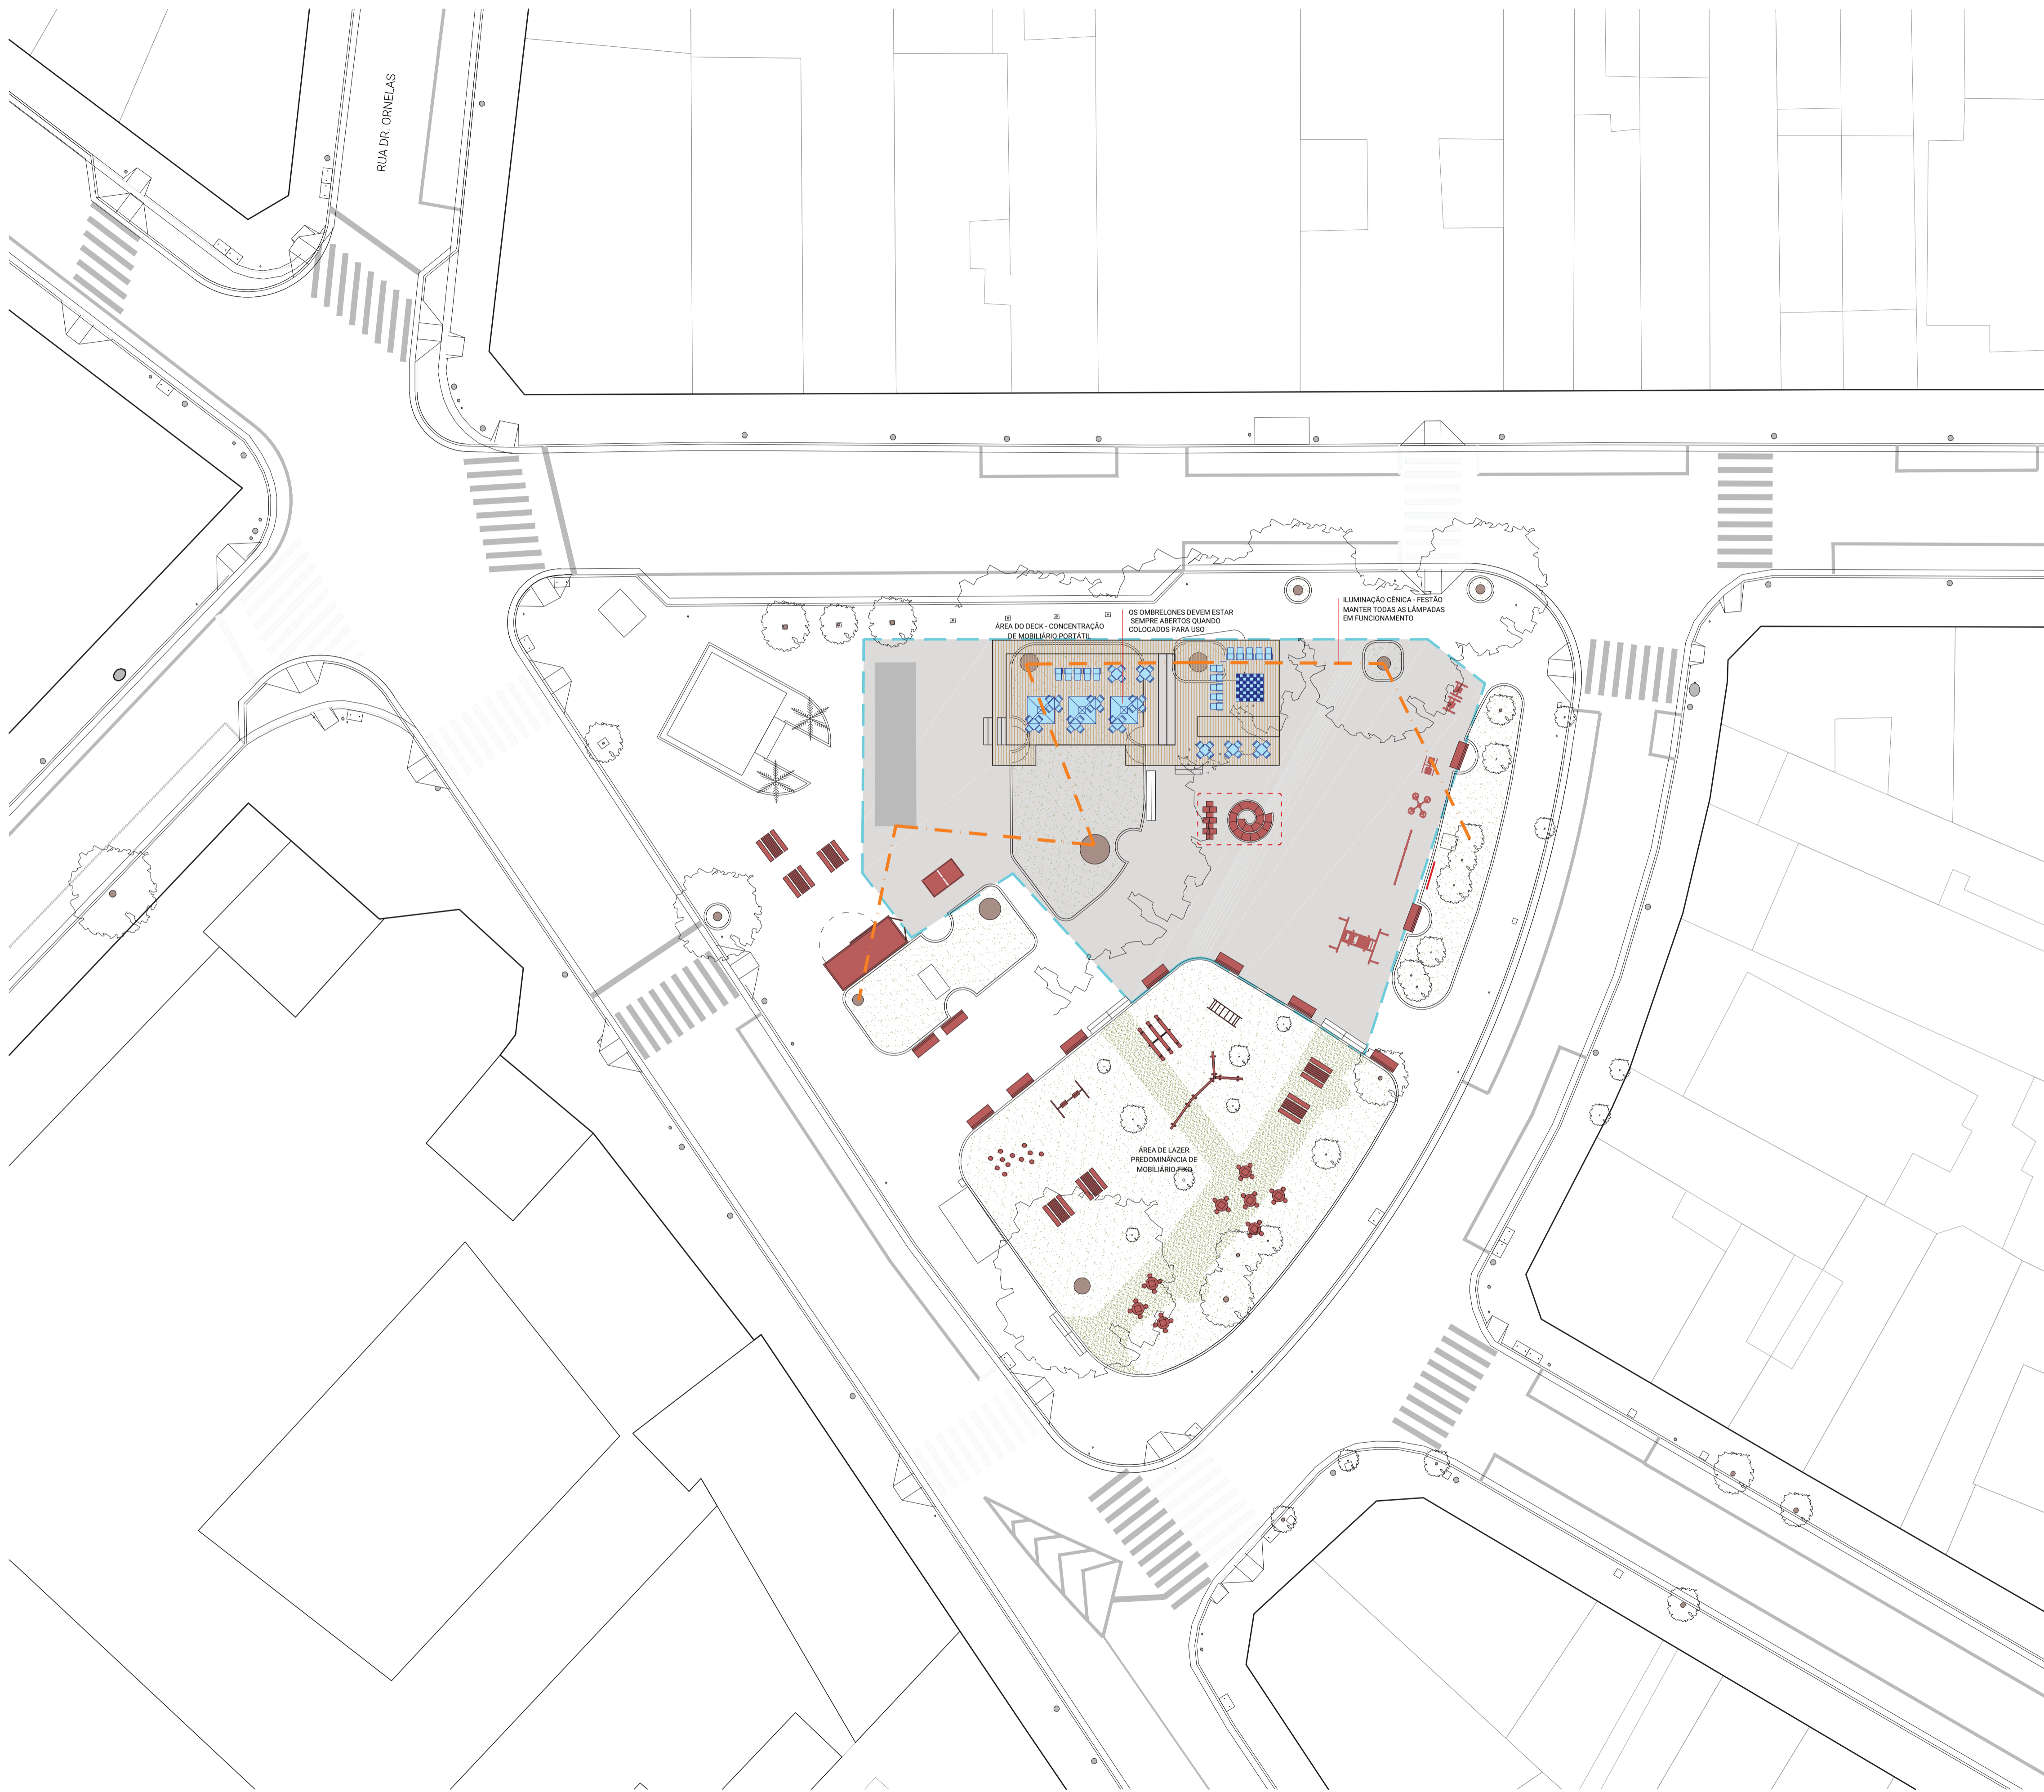 RUA DR. ORNELAS
ÁREA DO DECK - CONCENTRAÇÃO
DE MOBILIÁRIO PORTÁTIL
OS OMBRELONES DEVEM ESTAR
SEMPRE ABERTOS QUANDO
COLOCADOS PARA USO
ILUMINAÇÃO CÊNICA - FESTÃO
MANTER TODAS AS LÂMPADAS
EM FUNCIONAMENTO
ÁREA DE LAZER:
PREDOMINÂNCIA DE
MOBILIÁRIO FIXO